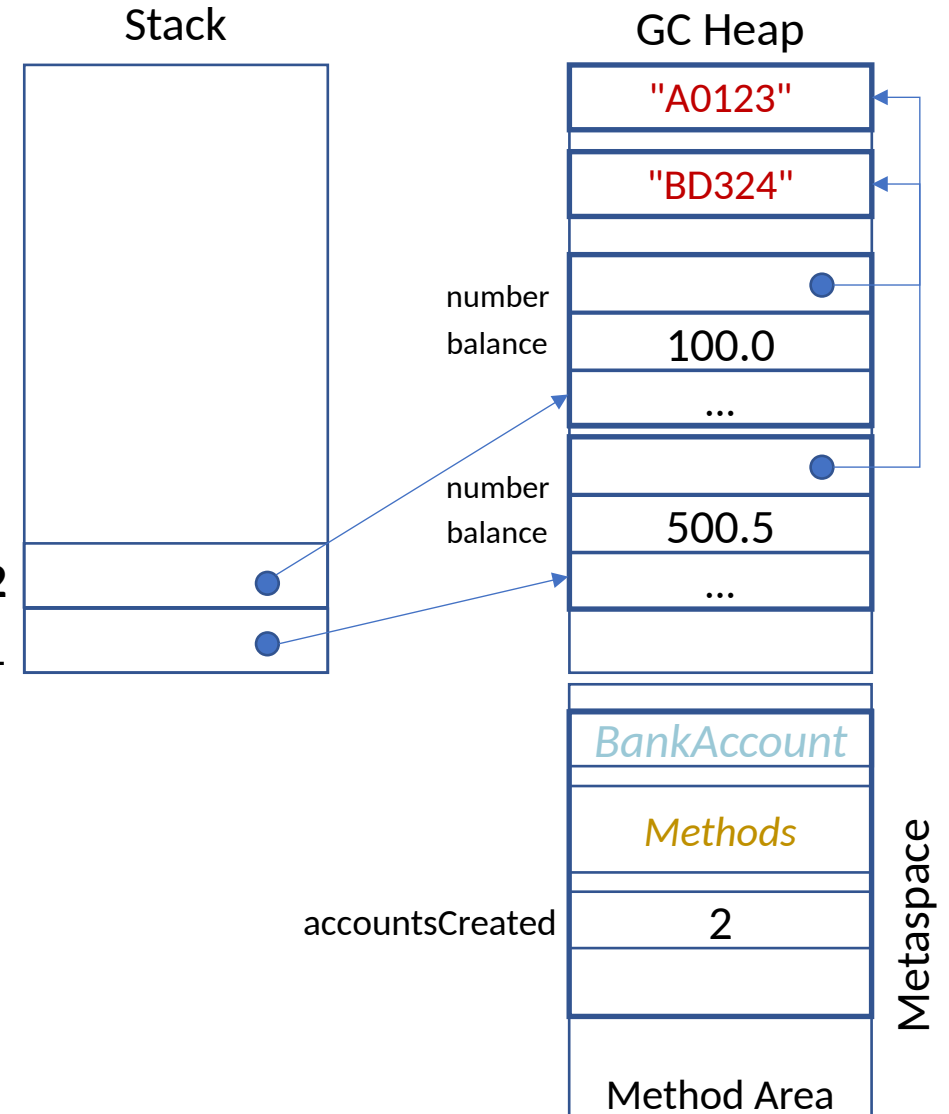 Stack
GC Heap
"A0123"
"BD324"
number
balance
100.0
...
number
balance
500.5
...
2
BankAccount
Methods
accountsCreated
2
Metaspace
Method Area